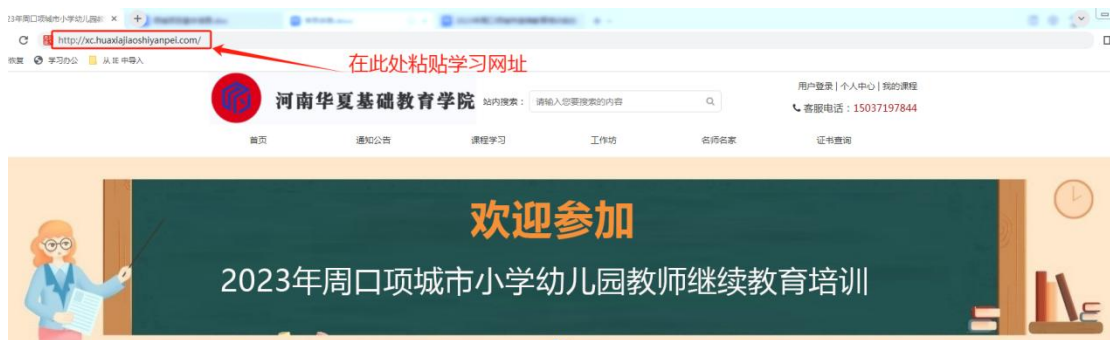 23年周口项城市小学幼儿园
http://xc.huaxiajiaoshiyanpei.com/
恢复 学习办公 从 IE 中导入
在此处粘贴学习网址
河南华夏基础教育学院
站内搜索： 请输入您要搜索的内容
用户登录 | 个人中心 | 我的课程
客服电话：15037197844
首页 通知公告 课程学习 工作坊 名师名家 证书查询
欢迎参加
2023年周口项城市小学幼儿园教师继续教育培训